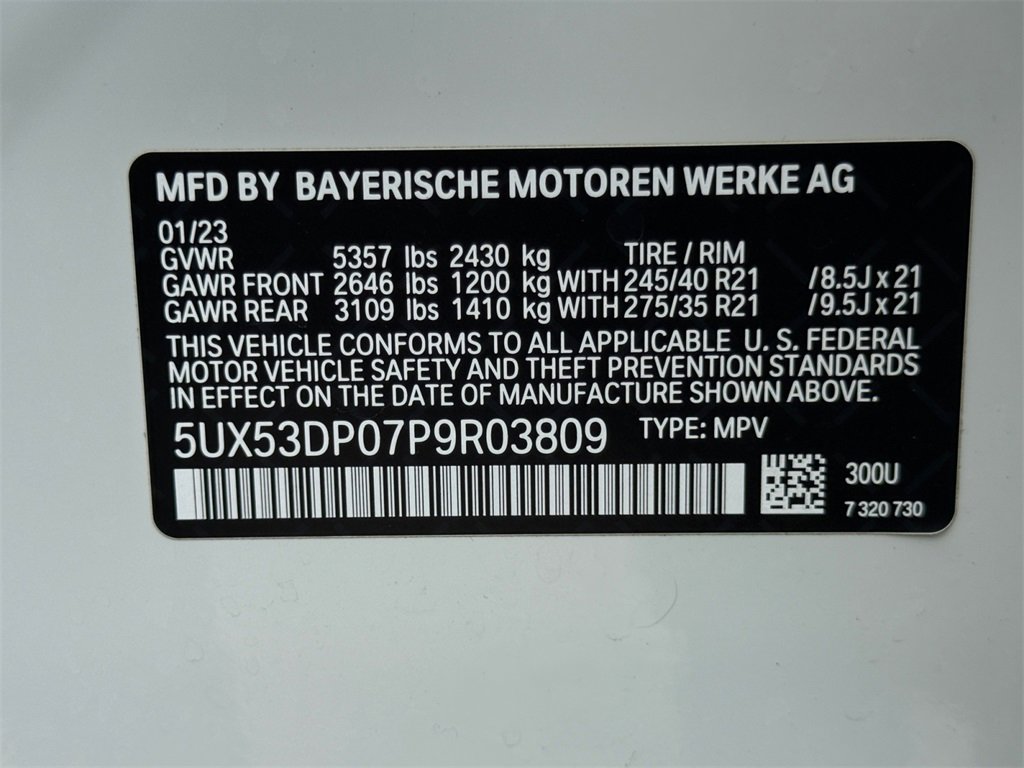 MFD BY BAYERISCHE MOTOREN WERKE AG
01/23
GVWR 5357 lbs 2430 kg TIRE / RIM
GAWR FRONT 2646 lbs 1200 kg WITH 245/40 R21 /8.5J x 21
GAWR REAR 3109 lbs 1410 kg WITH 275/35 R21 /9.5J x 21
THIS VEHICLE CONFORMS TO ALL APPLICABLE U. S. FEDERAL
MOTOR VEHICLE SAFETY AND THEFT PREVENTION STANDARDS
IN EFFECT ON THE DATE OF MANUFACTURE SHOWN ABOVE.
5UX53DP07P9R03809 TYPE: MPV
300U
7 320 730